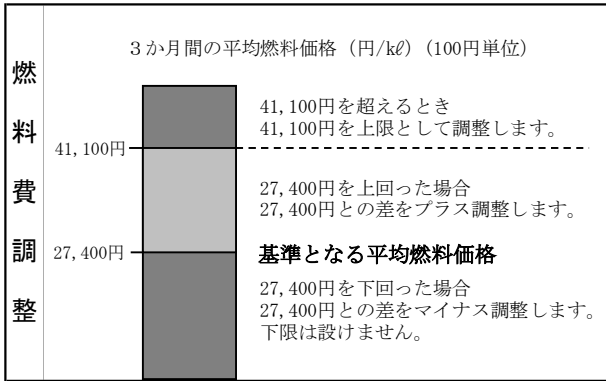 燃料費調整
３か月間の平均燃料価格（円/kℓ）（100円単位）
41,100円を超えるとき
41,100円を上限として調整します。
41,100円
27,400円を上回った場合
27,400円との差をプラス調整します。
27,400円
基準となる平均燃料価格
27,400円を下回った場合
27,400円との差をマイナス調整します。
下限は設けません。